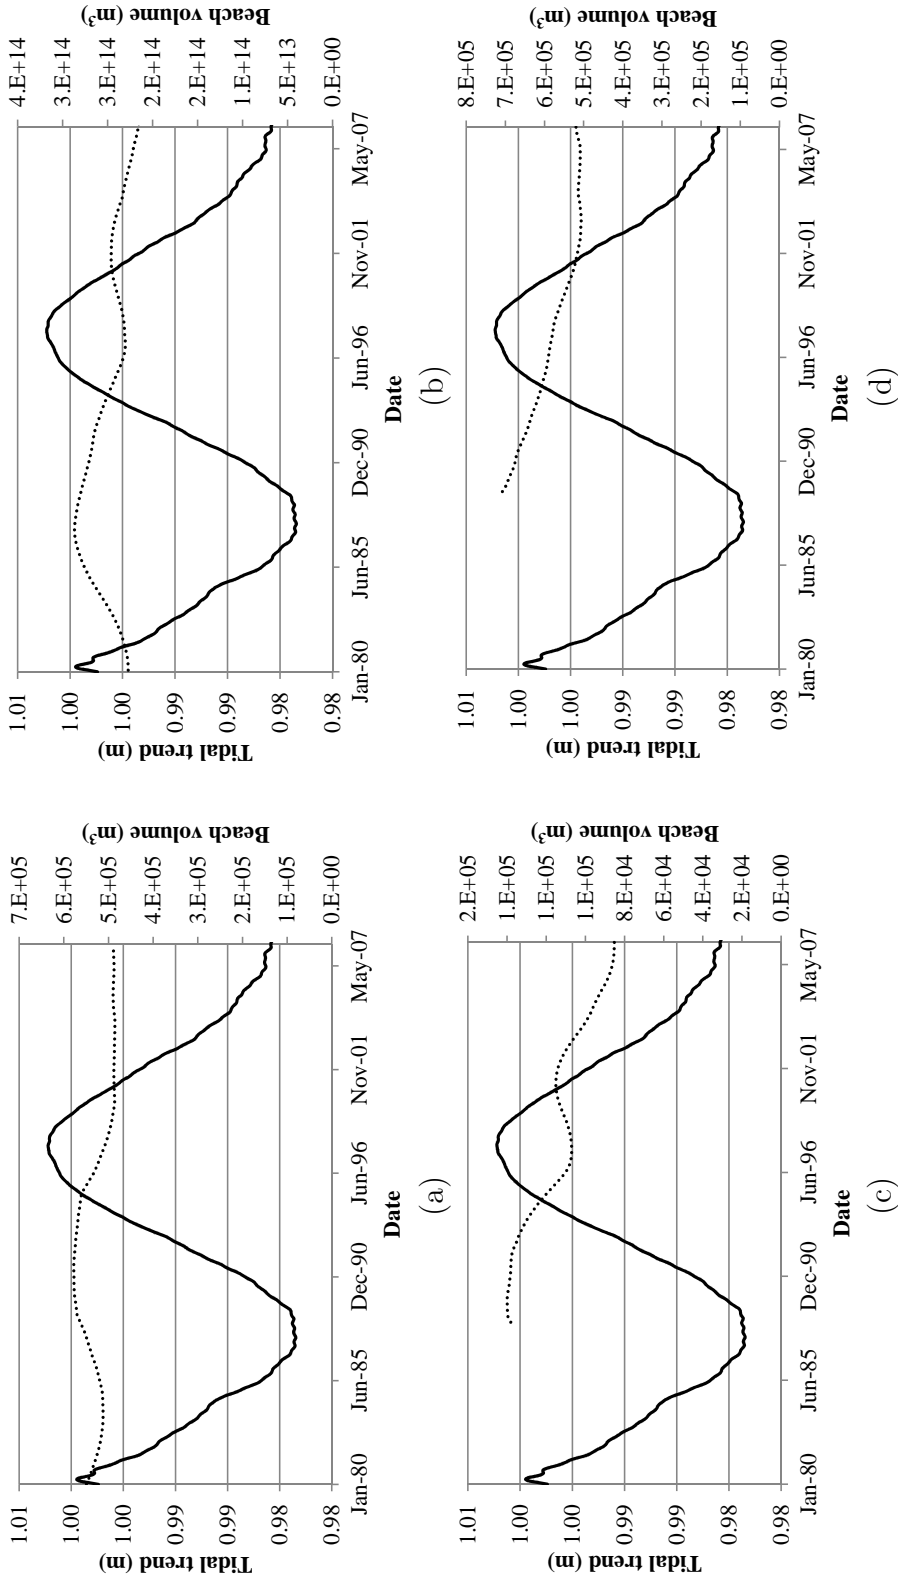 Tidal trend (m)
1.01
1.00
1.00
0.99
0.99
0.98
0.98
Jan-80
Jun-85
Dec-90
Jun-96
Nov-01
May-07
Date
7.E+05
6.E+05
5.E+05
4.E+05
3.E+05
2.E+05
1.E+05
0.E+00
Beach volume (m³)
(a)
Tidal trend (m)
1.01
1.00
1.00
0.99
0.99
0.98
0.98
Jan-80
Jun-85
Dec-90
Jun-96
Nov-01
May-07
Date
4.E+14
3.E+14
3.E+14
2.E+14
2.E+14
1.E+14
5.E+13
0.E+00
Beach volume (m³)
(b)
Tidal trend (m)
1.01
1.00
1.00
0.99
0.99
0.98
0.98
Jan-80
Jun-85
Dec-90
Jun-96
Nov-01
May-07
Date
2.E+05
1.E+05
1.E+05
1.E+05
8.E+04
6.E+04
4.E+04
2.E+04
0.E+00
Beach volume (m³)
(c)
Tidal trend (m)
1.01
1.00
1.00
0.99
0.99
0.98
0.98
Jan-80
Jun-85
Dec-90
Jun-96
Nov-01
May-07
Date
8.E+05
7.E+05
6.E+05
5.E+05
4.E+05
3.E+05
2.E+05
1.E+05
0.E+00
Beach volume (m³)
(d)